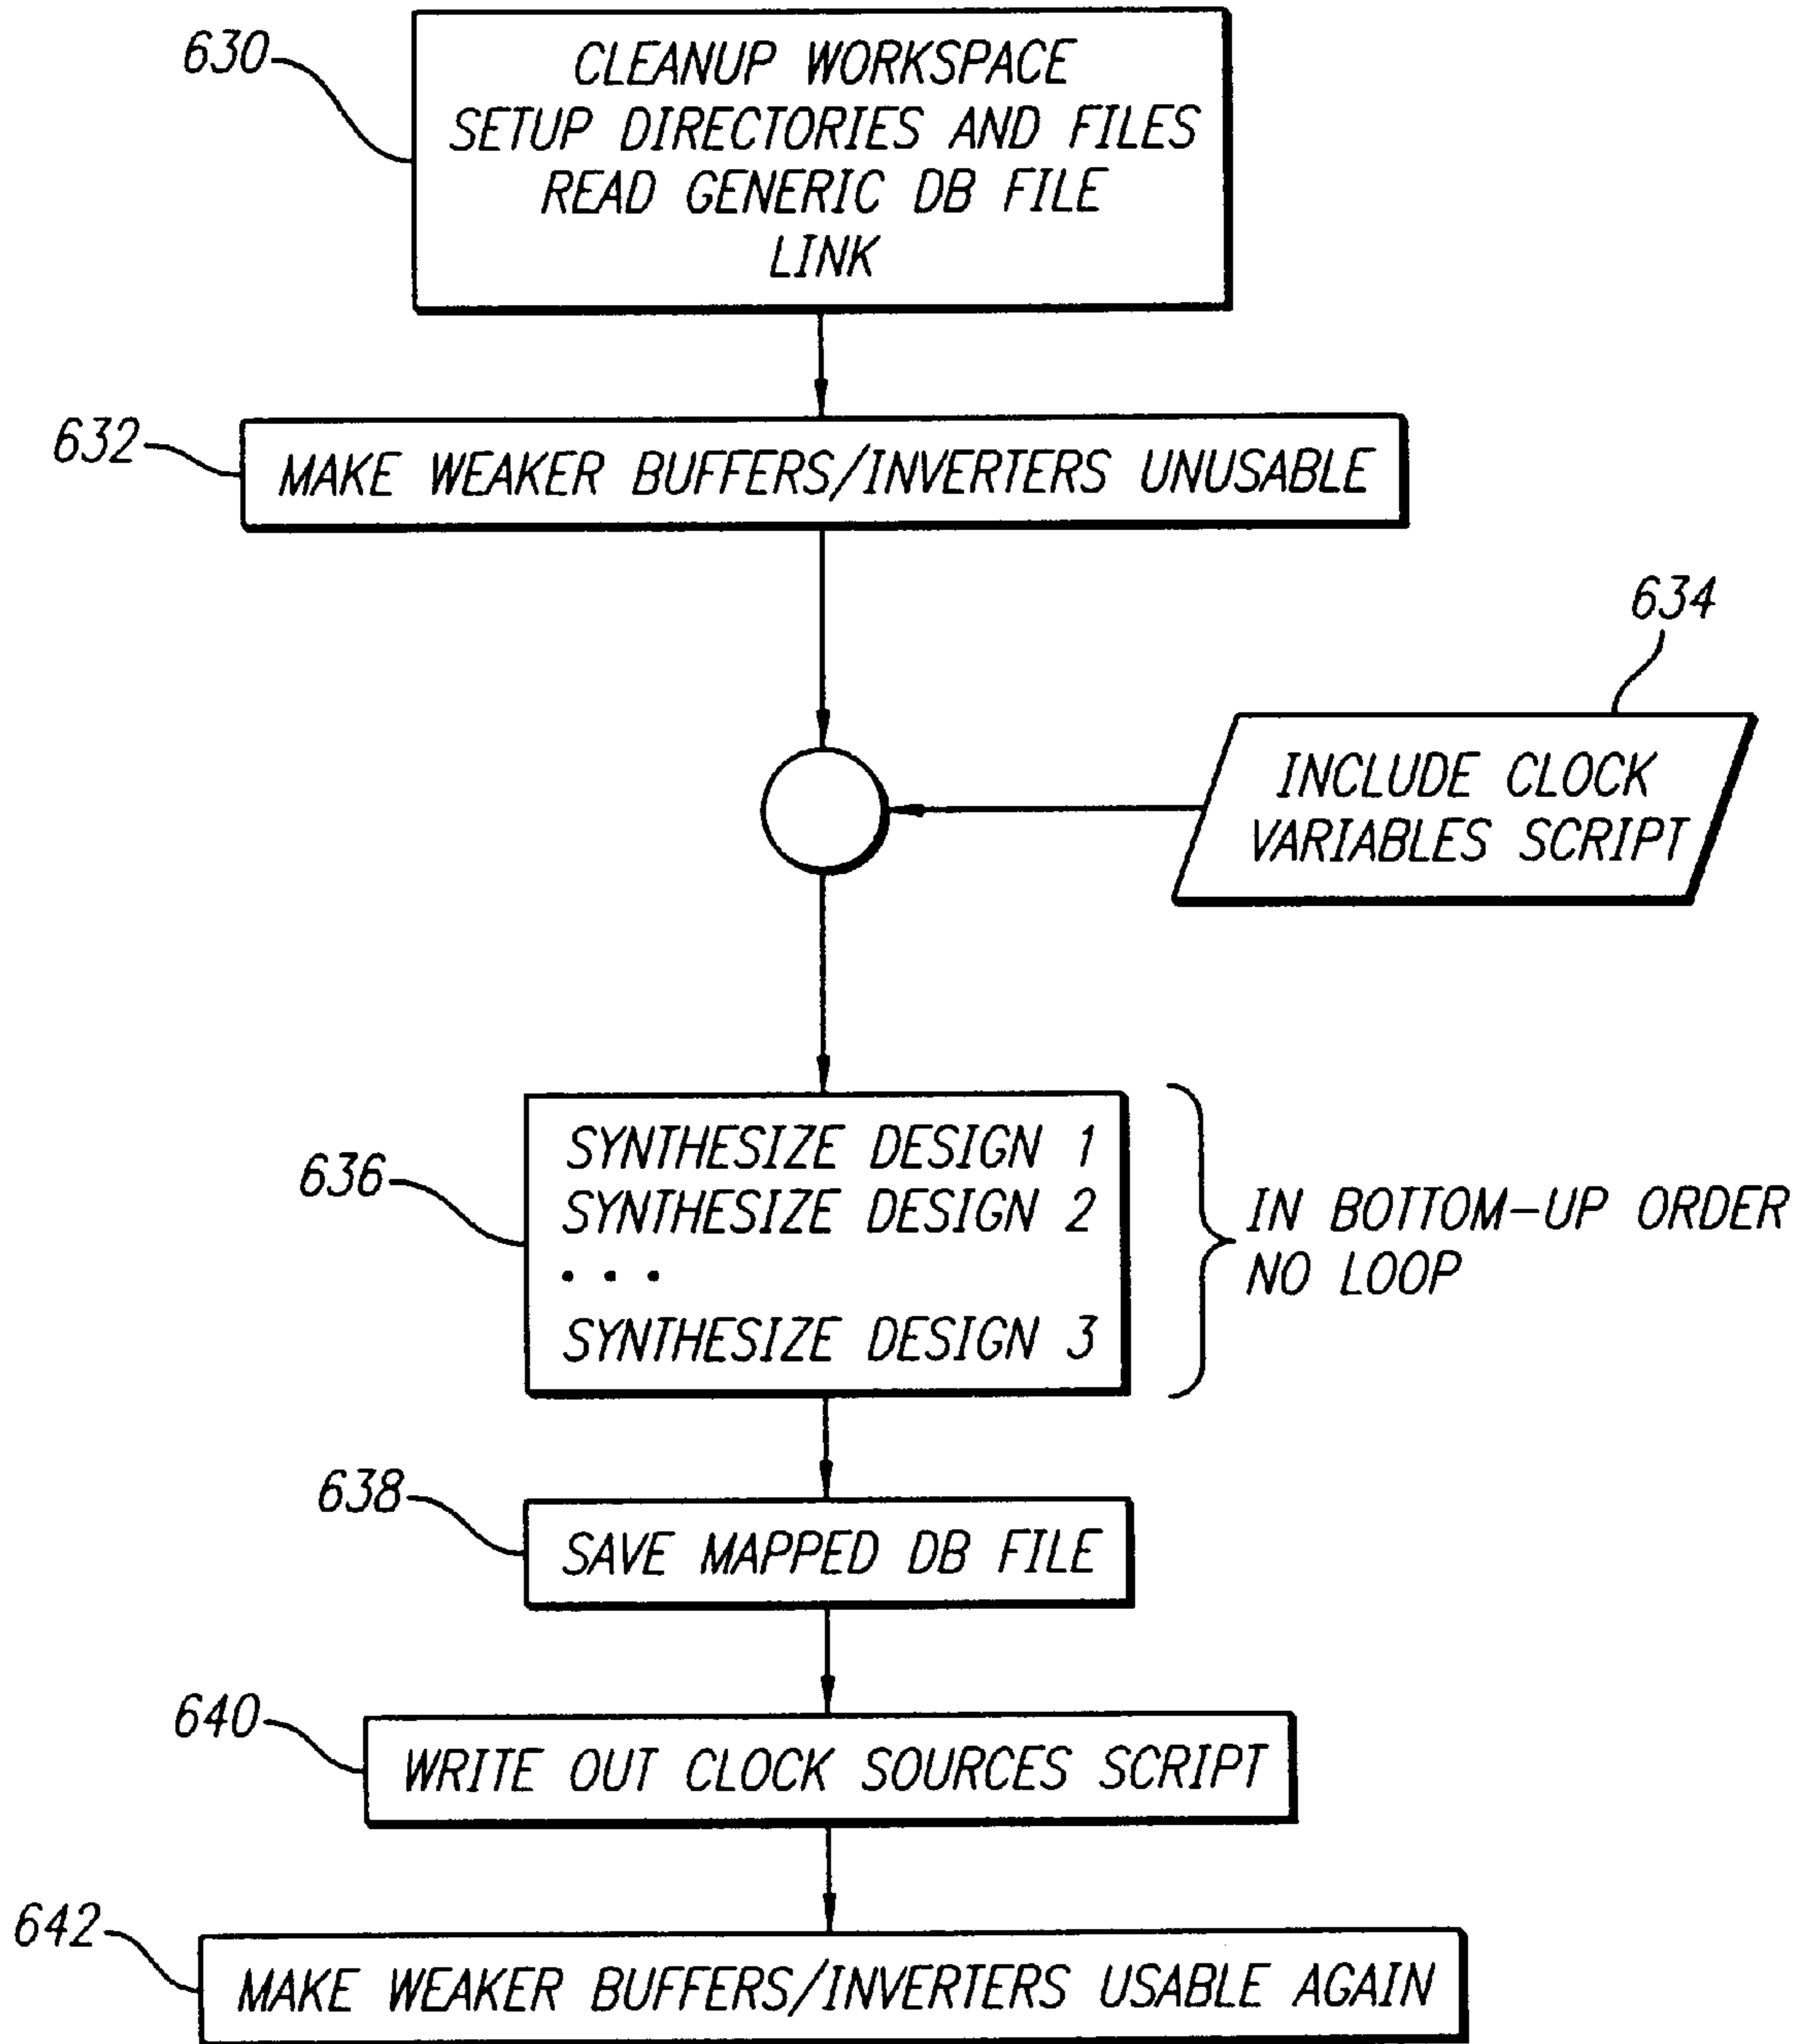 630
CLEANUP WORKSPACE
SETUP DIRECTORIES AND FILES
READ GENERIC DB FILE
LINK
632
MAKE WEAKER BUFFERS/INVERTERS UNUSABLE
634
INCLUDE CLOCK
VARIABLES SCRIPT
636
SYNTHESIZE DESIGN 1
SYNTHESIZE DESIGN 2
. . .
SYNTHESIZE DESIGN 3
IN BOTTOM-UP ORDER
NO LOOP
638
SAVE MAPPED DB FILE
640
WRITE OUT CLOCK SOURCES SCRIPT
642
MAKE WEAKER BUFFERS/INVERTERS USABLE AGAIN